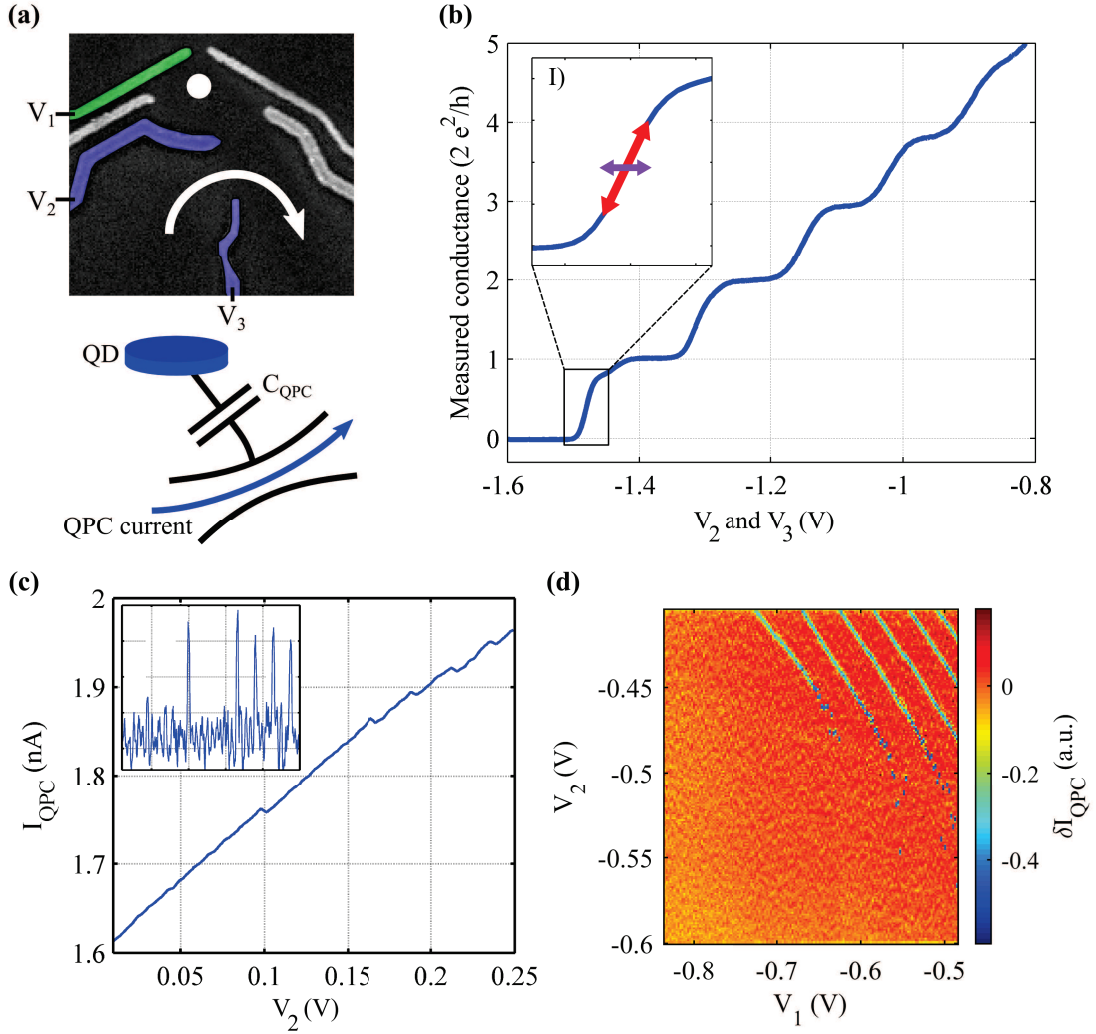 (a)
V1
V2
V3
QD
CQPC
QPC current
(b)
Measured conductance (2 e²/h)
5
4
3
2
1
0
I)
-1.6 -1.4 -1.2 -1 -0.8
V2 and V3 (V)
(c)
IQPC (nA)
2
1.9
1.8
1.7
1.6
0.05 0.1 0.15 0.20 0.25
V2 (V)
(d)
V2 (V)
-0.45
-0.5
-0.55
-0.6
-0.8 -0.7 -0.6 -0.5
V1 (V)
0
-0.2
-0.4
δIQPC (a.u.)